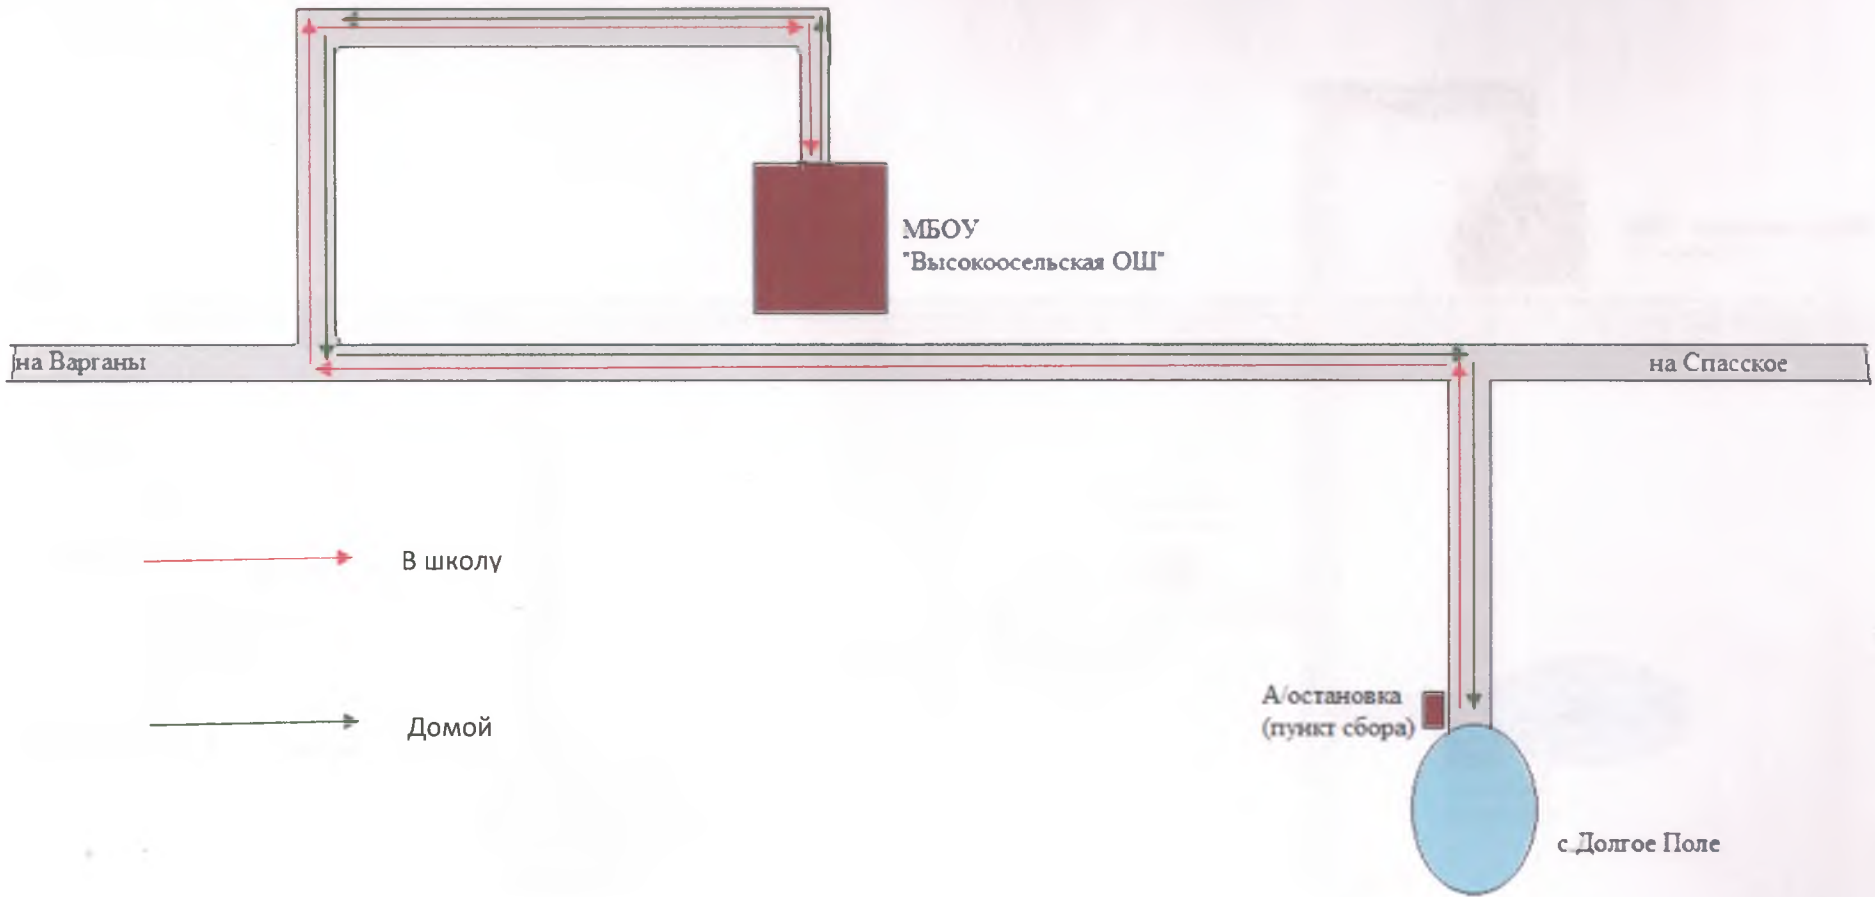 МБОУ
"Высокоосельская ОШ"
на Варганы
на Спасское
В школу
Домой
А/остановка
(пункт сбора)
с.Долгое Поле